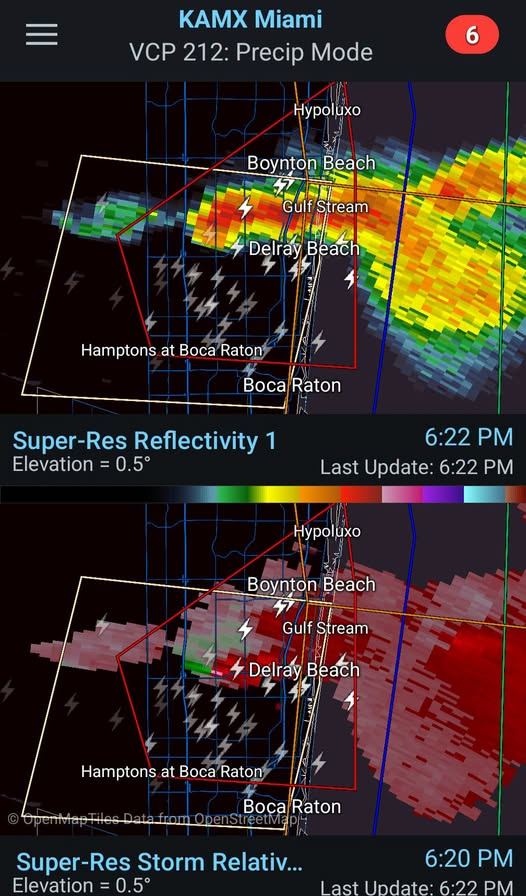 KAMX Miami
VCP 212: Precip Mode
6
Hypoluxo
Boynton Beach
Gulf Stream
Delray Beach
Hamptons at Boca Raton
Boca Raton
Super-Res Reflectivity 1
6:22 PM
Elevation = 0.5°
Last Update: 6:22 PM
Hypoluxo
Boynton Beach
Gulf Stream
Delray Beach
Hamptons at Boca Raton
Boca Raton
© OpenMapTiles Data from OpenStreetMap
Super-Res Storm Relativ...
6:20 PM
Elevation = 0.5°
Last Update: 6:22 PM